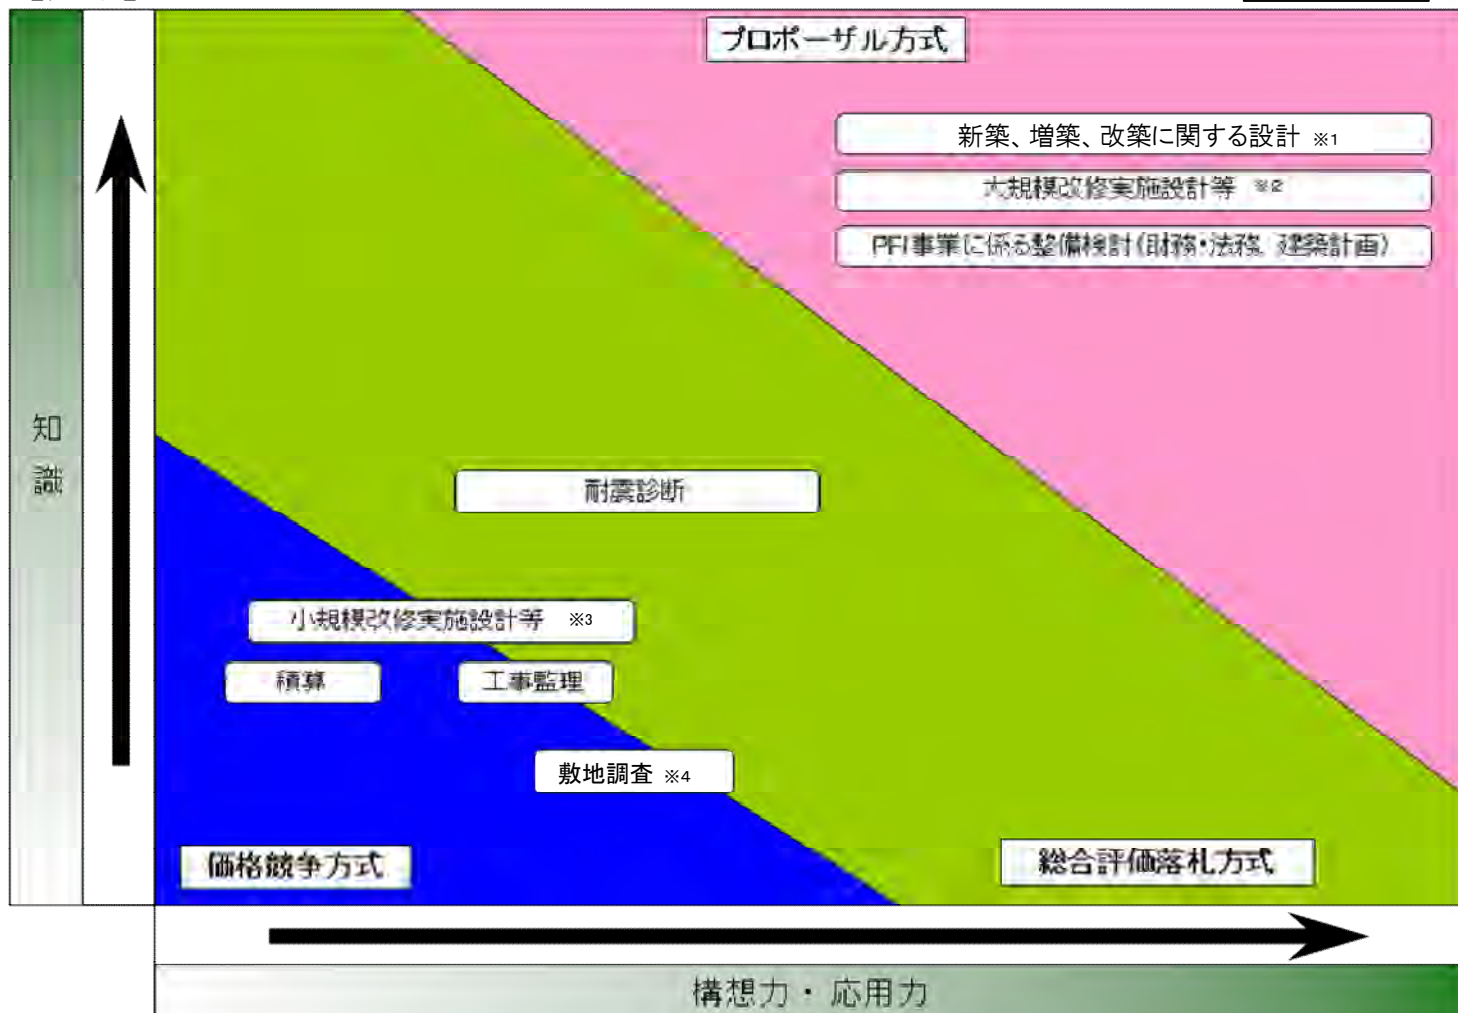 プロポーザル方式
新築、増築、改築に関する設計 ※1
大規模改修実施設計等 ※2
PFI事業に係る整備検討(財務・法務、建築計画)
知識
耐震診断
小規模改修実施設計等 ※3
積算
工事監理
敷地調査 ※4
価格競争方式
総合評価落札方式
構想力・応用力